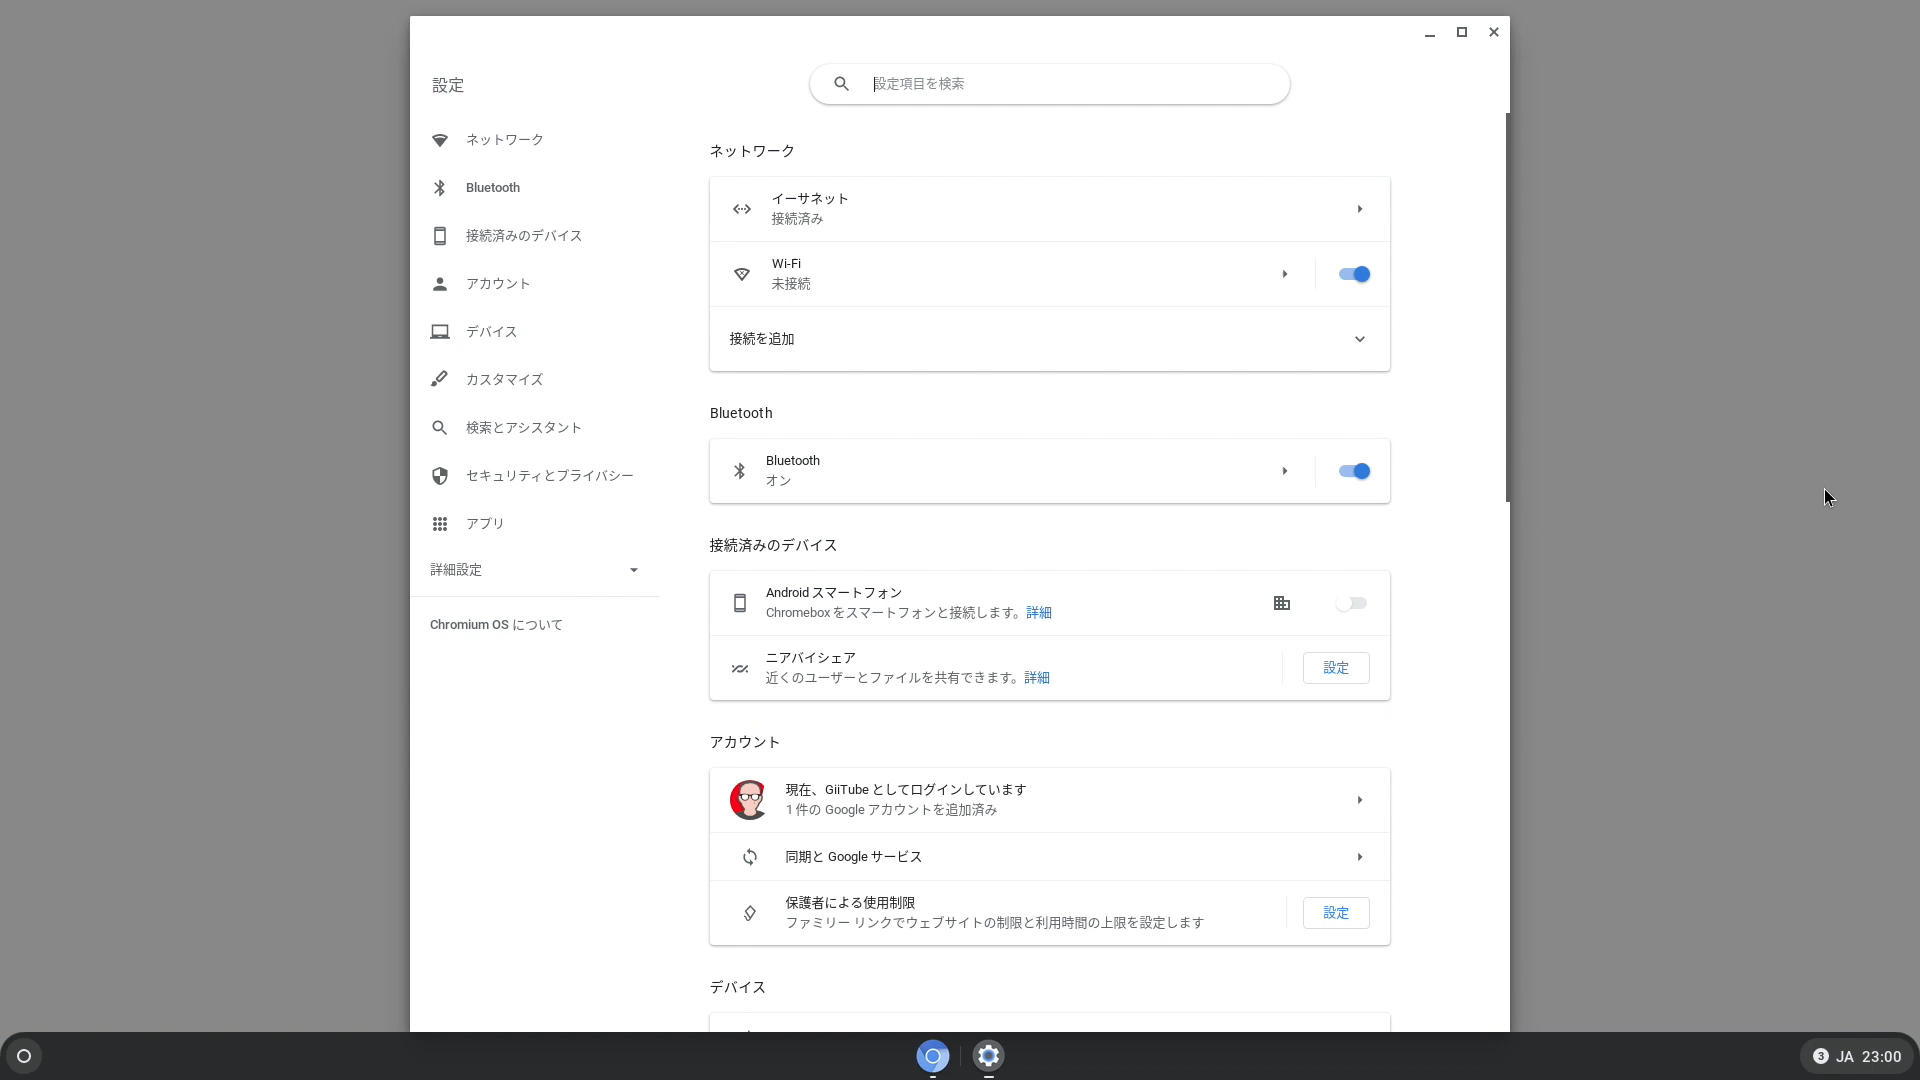 設定
設定項目を検索
ネットワーク
Bluetooth
接続済みのデバイス
アカウント
デバイス
カスタマイズ
検索とアシスタント
セキュリティとプライバシー
アプリ
詳細設定
Chromium OS について
ネットワーク
イーサネット
接続済み
Wi-Fi
未接続
接続を追加
Bluetooth
Bluetooth
オン
接続済みのデバイス
Android スマートフォン
Chromebox をスマートフォンと接続します。詳細
ニアバイシェア
近くのユーザーとファイルを共有できます。詳細
設定
アカウント
現在、GiiTube としてログインしています
1 件の Google アカウントを追加済み
同期と Google サービス
保護者による使用制限
ファミリー リンクでウェブサイトの制限と利用時間の上限を設定します
設定
デバイス
3 JA 23:00